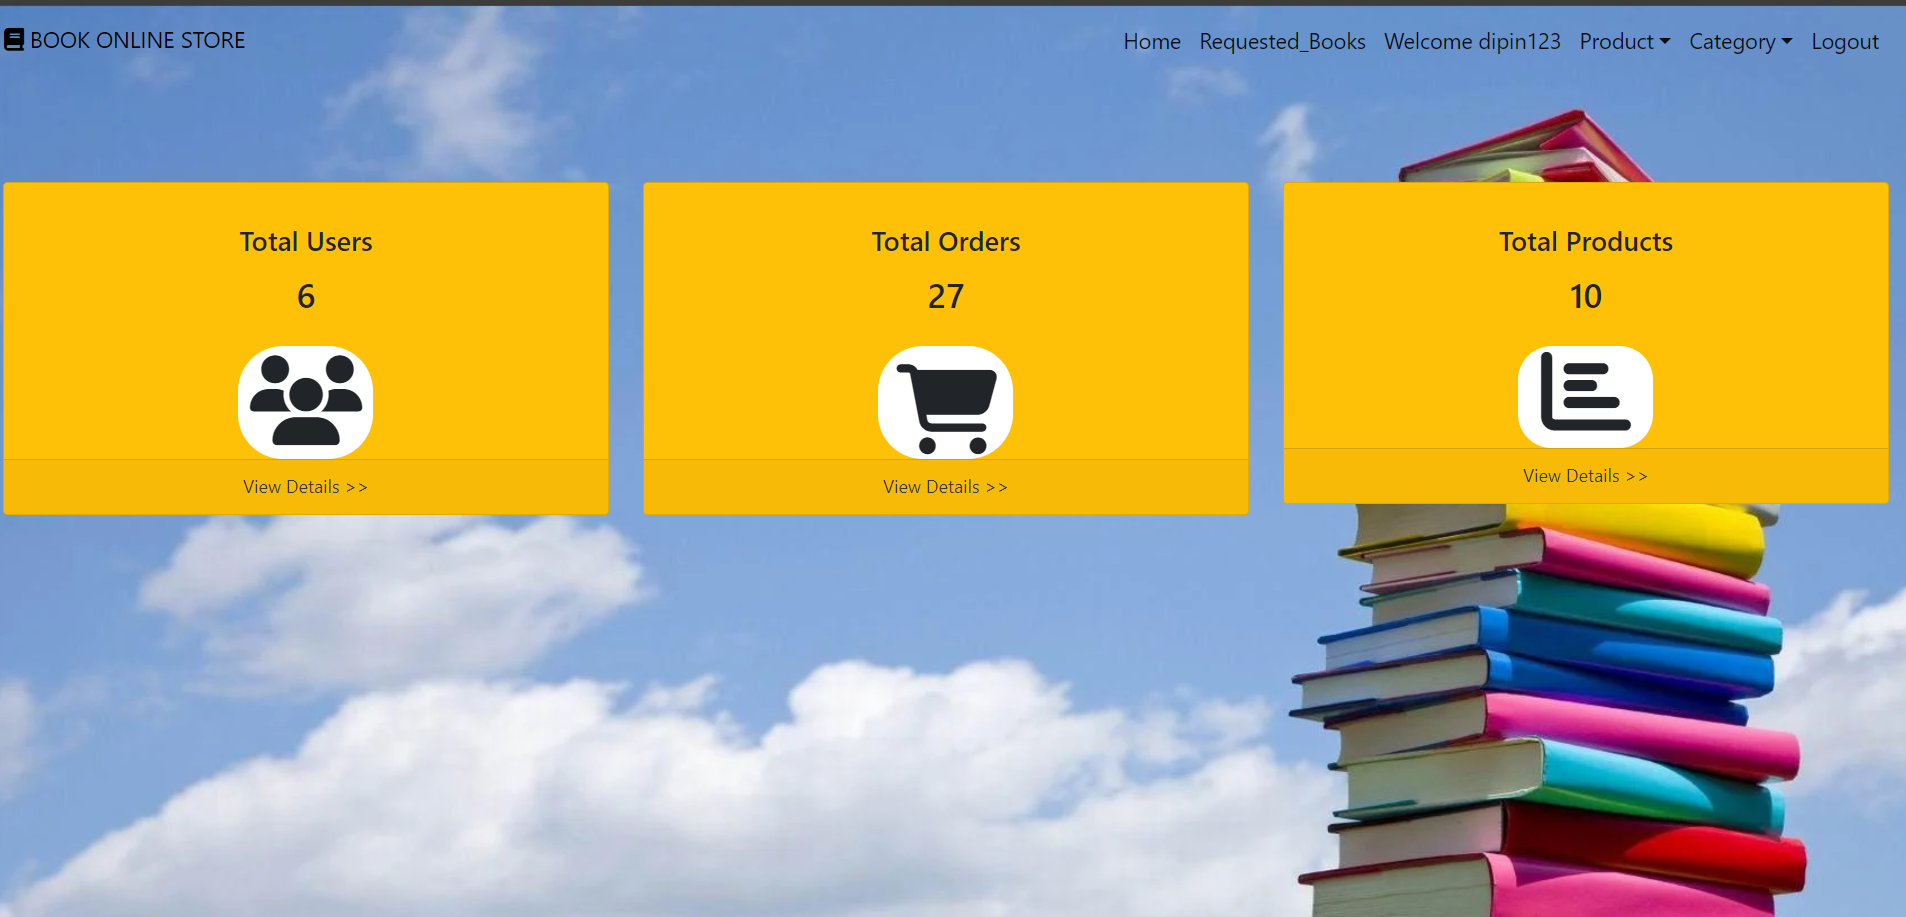 BOOK ONLINE STORE
Home Requested_Books Welcome dipin123 Product Category Logout
Total Users
6
View Details >>
Total Orders
27
View Details >>
Total Products
10
View Details >>